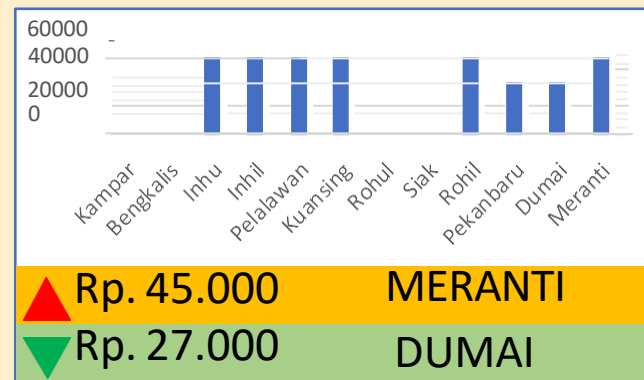 60000
40000
20000
0
Kampar
Bengkalis
Inhu
Inhil
Pelalawan
Kuansing
Rohul
Siak
Rohil
Pekanbaru
Dumai
Meranti
Rp. 45.000 MERANTI
Rp. 27.000 DUMAI